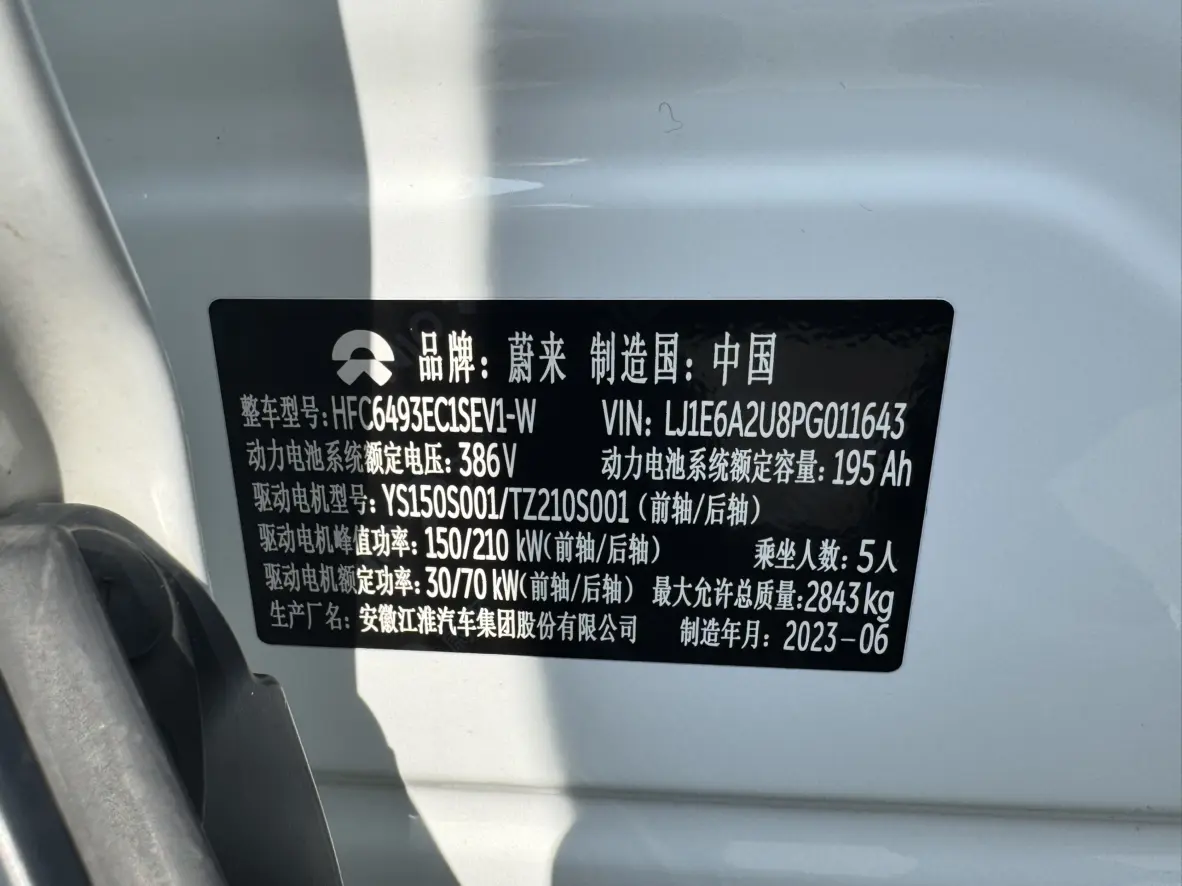 品牌：蔚来 制造国：中国
整车型号：HFC6493EC1SEV1-W VIN：LJ1E6A2U8PG011643
动力电池系统额定电压：386V 动力电池系统额定容量：195Ah
驱动电机型号：YS150S001/TZ210S001（前轴/后轴）
驱动电机峰值功率：150/210 kW(前轴/后轴) 乘坐人数：5人
驱动电机额定功率：30/70 kW(前轴/后轴) 最大允许总质量：2843kg
生产厂名：安徽江淮汽车集团股份有限公司 制造年月：2023-06